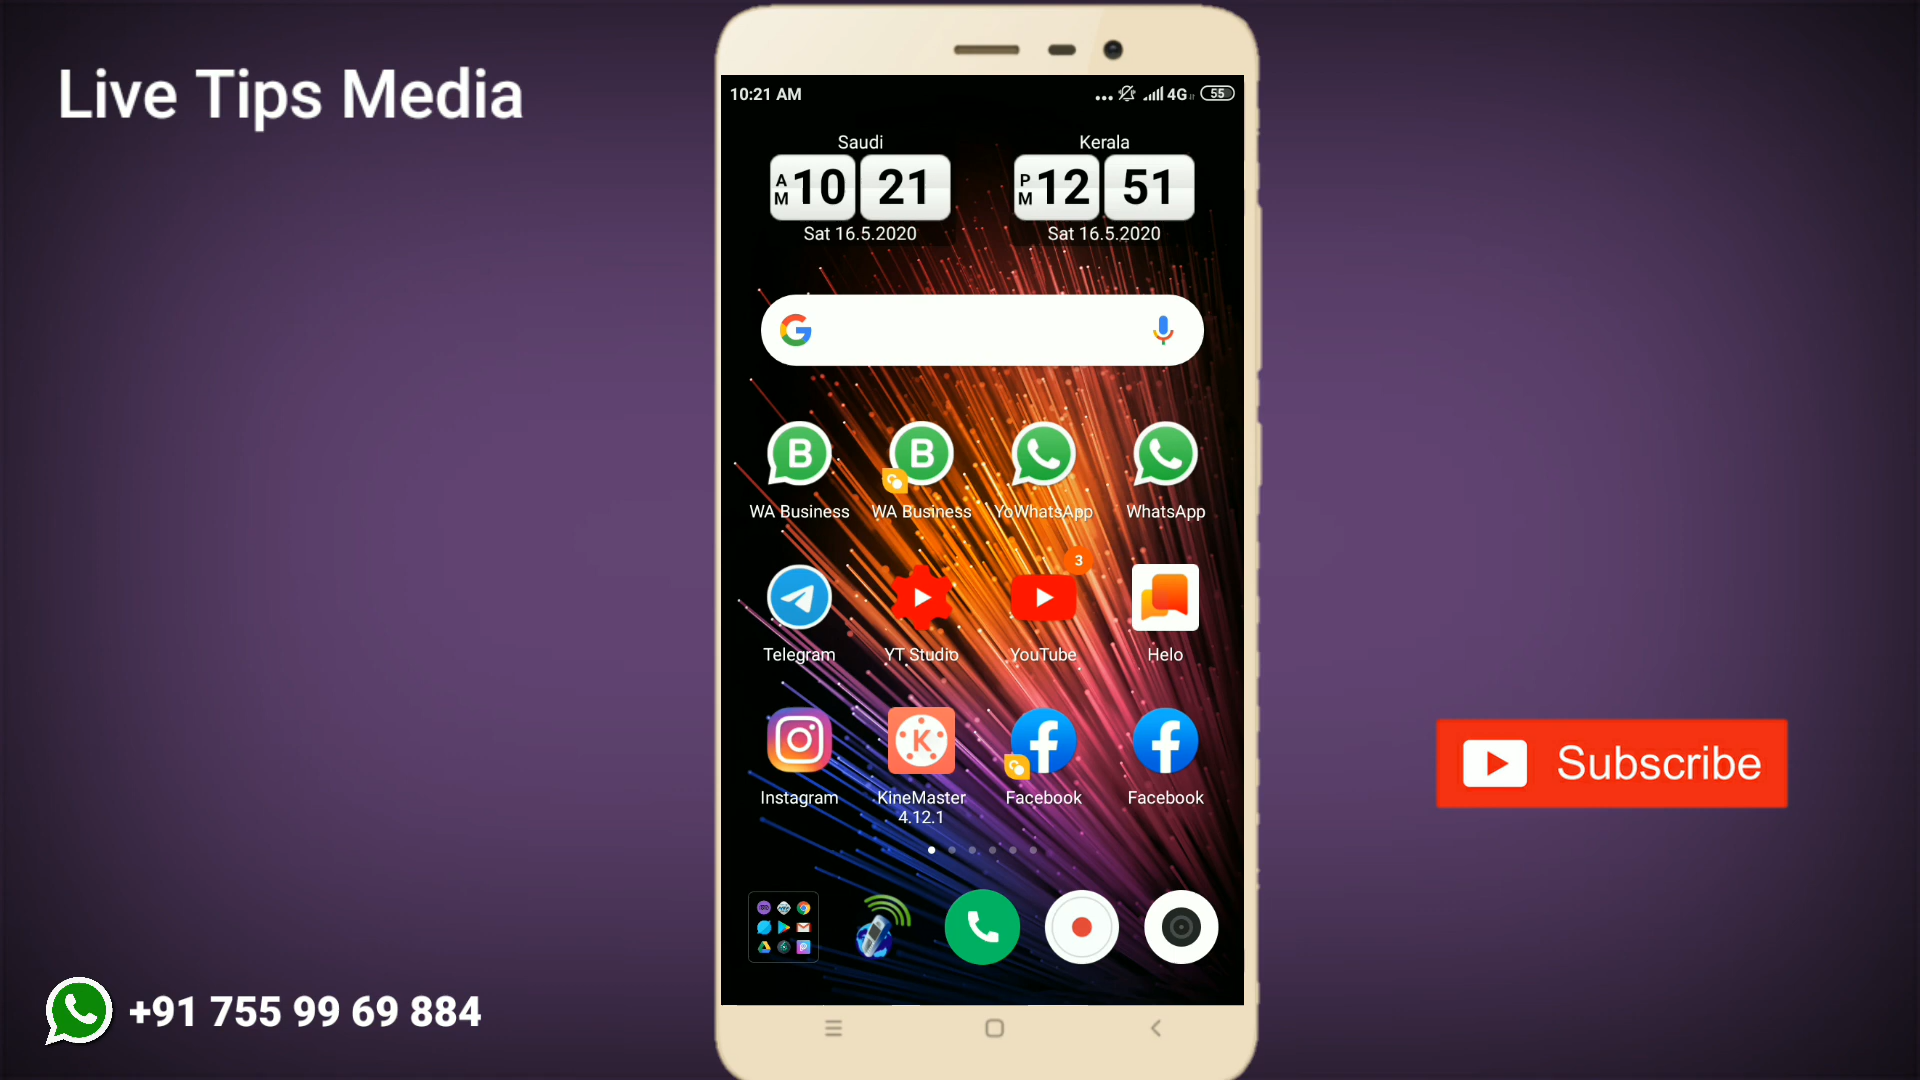 Live Tips Media
10:21 AM
4G
55
Saudi
Kerala
AM 10 21
PM 12 51
Sat 16.5.2020
Sat 16.5.2020
WA Business
WA Business
YoWhatsApp
WhatsApp
3
Telegram
YT Studio
YouTube
Helo
Instagram
KineMaster
4.12.1
Facebook
Facebook
Subscribe
+91 755 99 69 884